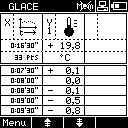 GLACE
X Y
1
0:16'30" + 19,8
33 Pts °C
0:07'30" + 0,1
0:08'00" 0,0
0:08'30" - 0,1
0:09'00" - 0,5
0:09'30" - 0,8
Menu